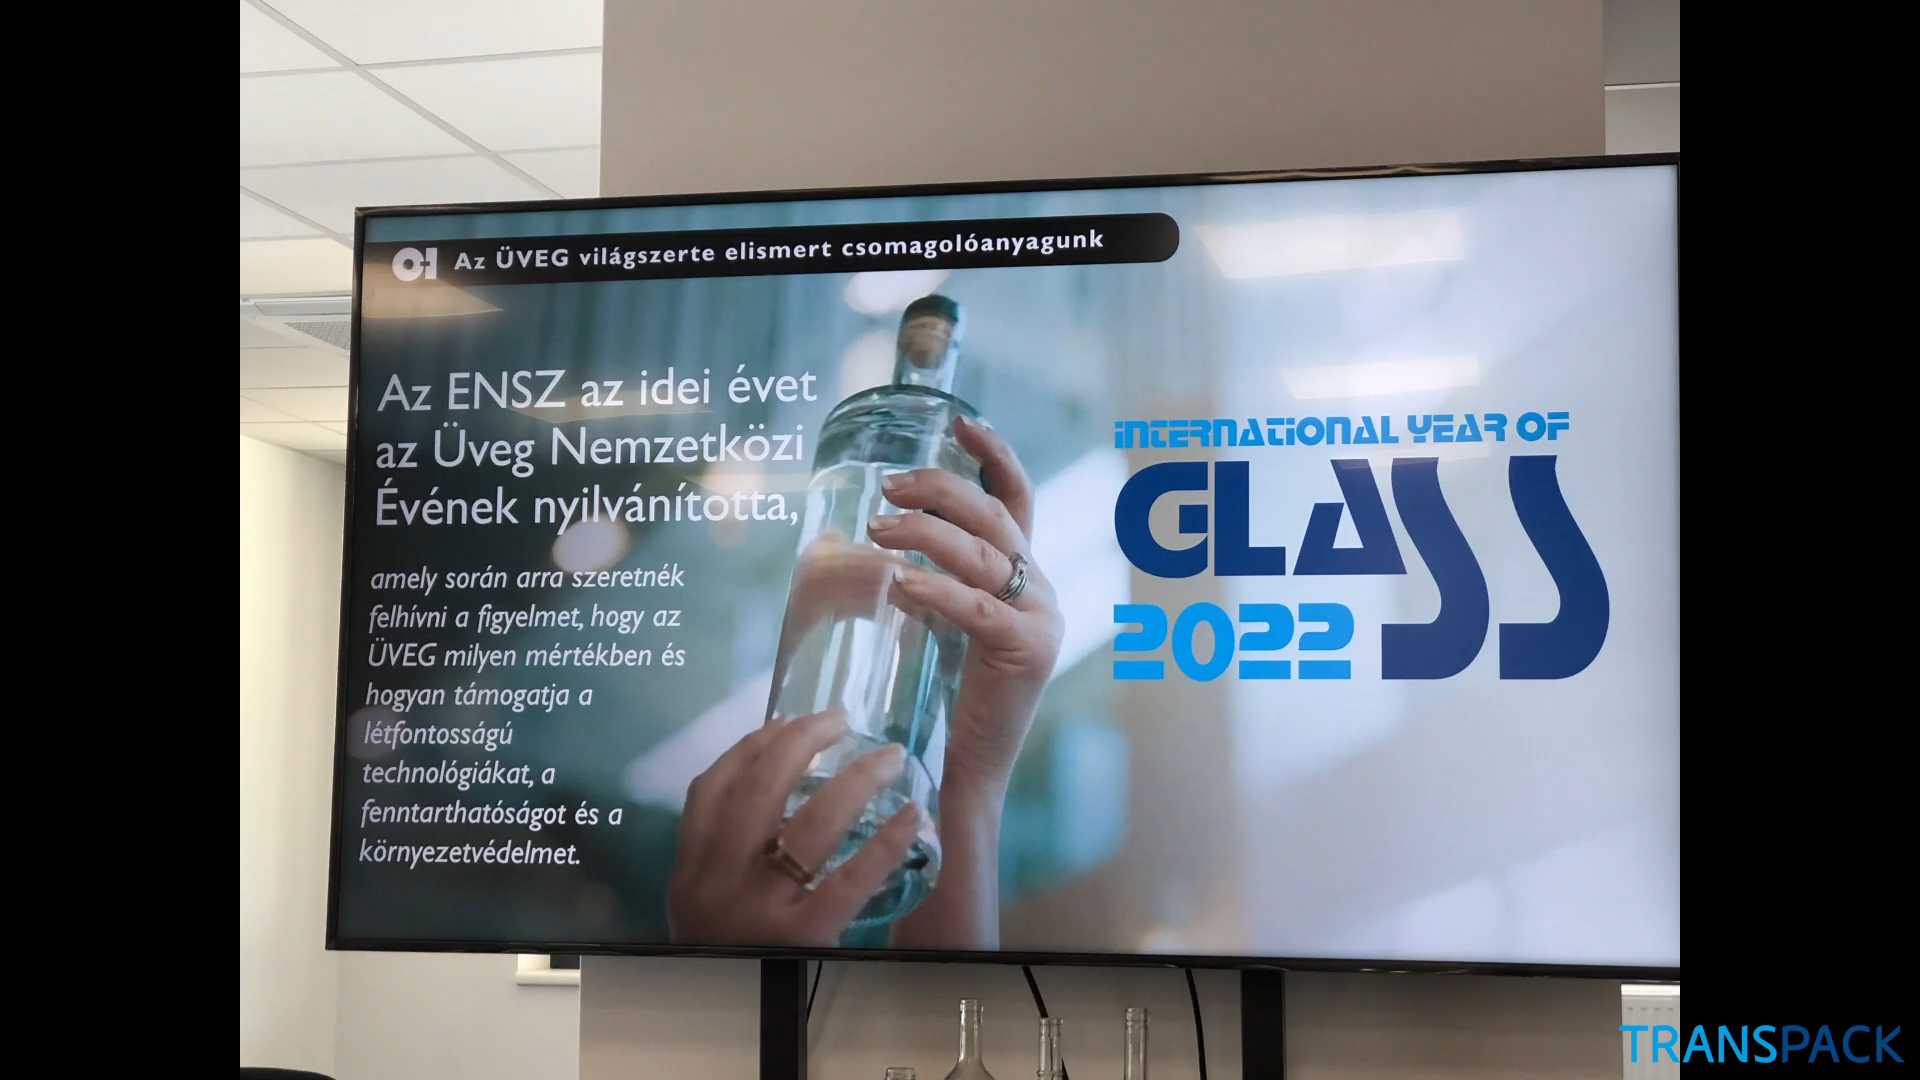 O-I Az ÜVEG világszerte elismert csomagolóanyagunk
Az ENSZ az idei évet
az Üveg Nemzetközi
Évének nyilvánította,
amely során arra szeretnék
felhívni a figyelmet, hogy az
ÜVEG milyen mértékben és
hogyan támogatja a
létfontosságú
technológiákat, a
fenntarthatóságot és a
környezetvédelmet.
INTERNATIONAL YEAR OF
GLASS
2022
TRANSPACK